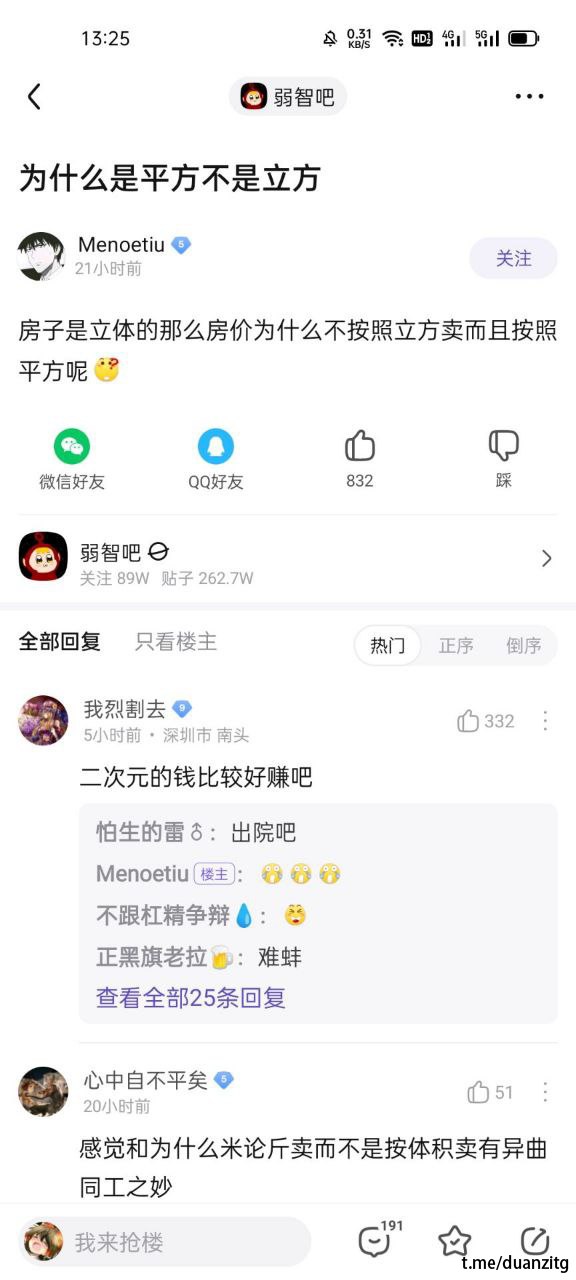 13:25
0.31 KB/S HD 4G 5G
弱智吧
为什么是平方不是立方
Menoetiu 5
21小时前
关注
房子是立体的那么房价为什么不按照立方卖而且按照
平方呢
微信好友 QQ好友 832 踩
弱智吧
关注 89W 贴子 262.7W
全部回复 只看楼主 热门 正序 倒序
我烈割去 9
5小时前 · 深圳市 南头
332
二次元的钱比较好赚吧
怕生的雷♂：出院吧
Menoetiu 楼主：
不跟杠精争辩：
正黑旗老拉：难蚌
查看全部25条回复
心中自不平矣 5
20小时前
51
感觉和为什么米论斤卖而不是按体积卖有异曲
同工之妙
我来抢楼 191
t.me/duanzitg